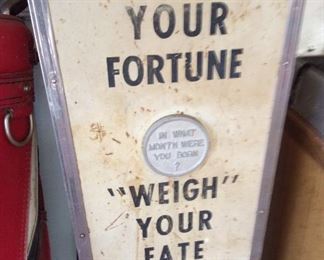 YOUR
FORTUNE
IN WHAT
MONTH WERE
YOU BORN
?
"WEIGH"
YOUR
FATE